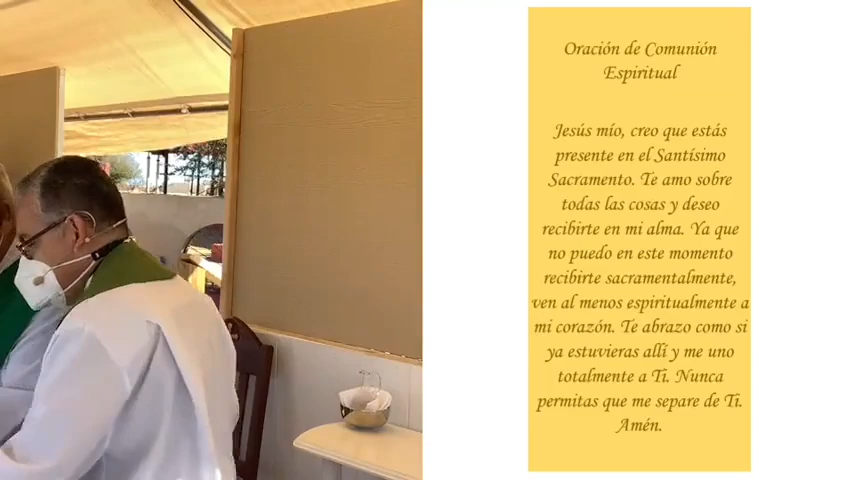 Oración de Comunión
Espiritual
Jesús mío, creo que estás
presente en el Santísimo
Sacramento. Te amo sobre
todas las cosas y deseo
recibirte en mi alma. Ya que
no puedo en este momento
recibirte sacramentalmente,
ven al menos espiritualmente a
mi corazón. Te abrazo como si
ya estuvieras allí y me uno
totalmente a Ti. Nunca
permitas que me separe de Ti.
Amén.